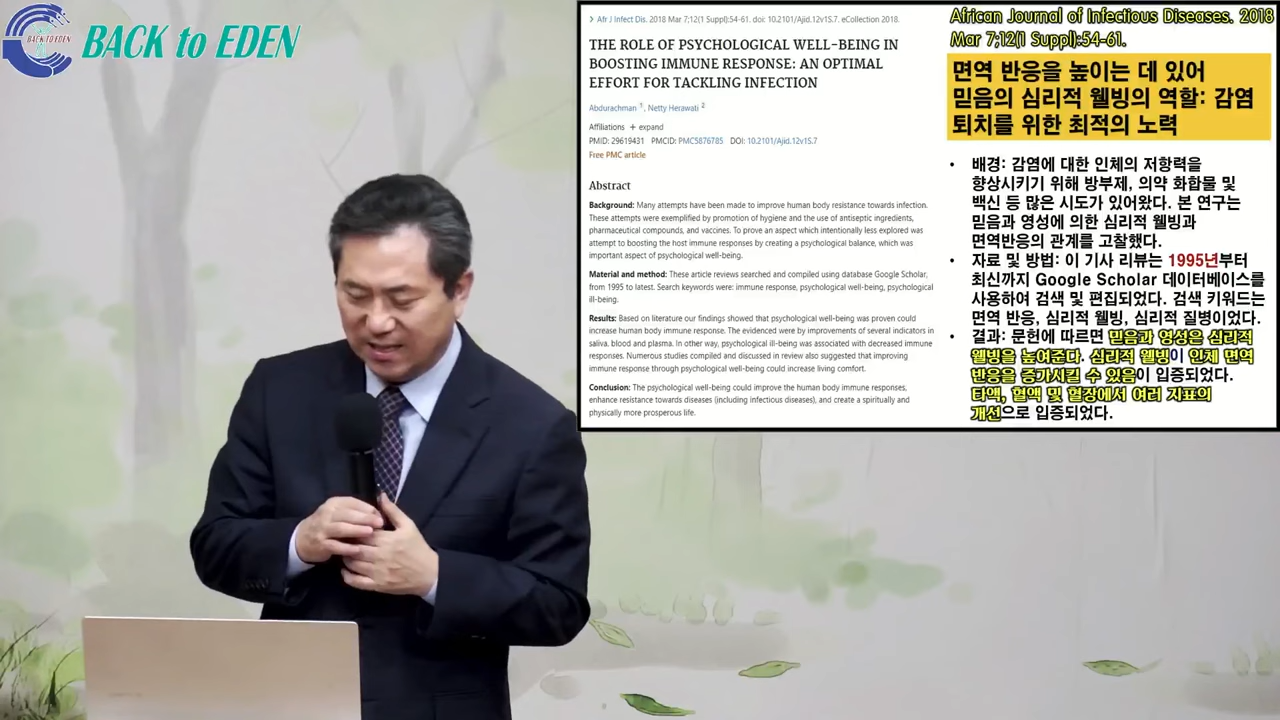 BACK TO EDEN
BACK to EDEN
> Afr J Infect Dis. 2018 Mar 7;12(1 Suppl):54-61. doi: 10.2101/Ajid.12v1S.7. eCollection 2018.
THE ROLE OF PSYCHOLOGICAL WELL-BEING IN
BOOSTING IMMUNE RESPONSE: AN OPTIMAL
EFFORT FOR TACKLING INFECTION
Abdurachman 1, Netty Herawati 2
Affiliations + expand
PMID: 29619431 PMCID: PMC5876785 DOI: 10.2101/Ajid.12v1S.7
Free PMC article
Abstract
Background: Many attempts have been made to improve human body resistance towards infection.
These attempts were exemplified by promotion of hygiene and the use of antiseptic ingredients,
pharmaceutical compounds, and vaccines. To prove an aspect which intentionally less explored was
attempt to boosting the host immune responses by creating a psychological balance, which was
important aspect of psychological well-being.
Material and method: These article reviews searched and compiled using database Google Scholar,
from 1995 to latest. Search keywords were: immune response, psychological well-being, psychological
ill-being.
Results: Based on literature our findings showed that psychological well-being was proven could
increase human body immune response. The evidenced were by improvements of several indicators in
saliva. blood and plasma. In other way, psychological ill-being was associated with decreased immune
responses. Numerous studies compiled and discussed in review also suggested that improving
immune response through psychological well-being could increase living comfort.
Conclusion: The psychological well-being could improve the human body immune responses,
enhance resistance towards diseases (including infectious diseases), and create a spiritually and
physically more prosperous life.
African Journal of Infectious Diseases. 2018
Mar 7;12(1 Suppl):54-61.
면역 반응을 높이는 데 있어
믿음의 심리적 웰빙의 역할: 감염
퇴치를 위한 최적의 노력
• 배경: 감염에 대한 인체의 저항력을
향상시키기 위해 방부제, 의약 화합물 및
백신 등 많은 시도가 있어왔다. 본 연구는
믿음과 영성에 의한 심리적 웰빙과
면역반응의 관계를 고찰했다.
• 자료 및 방법: 이 기사 리뷰는 1995년부터
최신까지 Google Scholar 데이터베이스를
사용하여 검색 및 편집되었다. 검색 키워드는
면역 반응, 심리적 웰빙, 심리적 질병이었다.
• 결과: 문헌에 따르면 믿음과 영성은 심리적
웰빙을 높여준다. 심리적 웰빙이 인체 면역
반응을 증가시킬 수 있음이 입증되었다.
타액, 혈액 및 혈장에서 여러 지표의
개선으로 입증되었다.